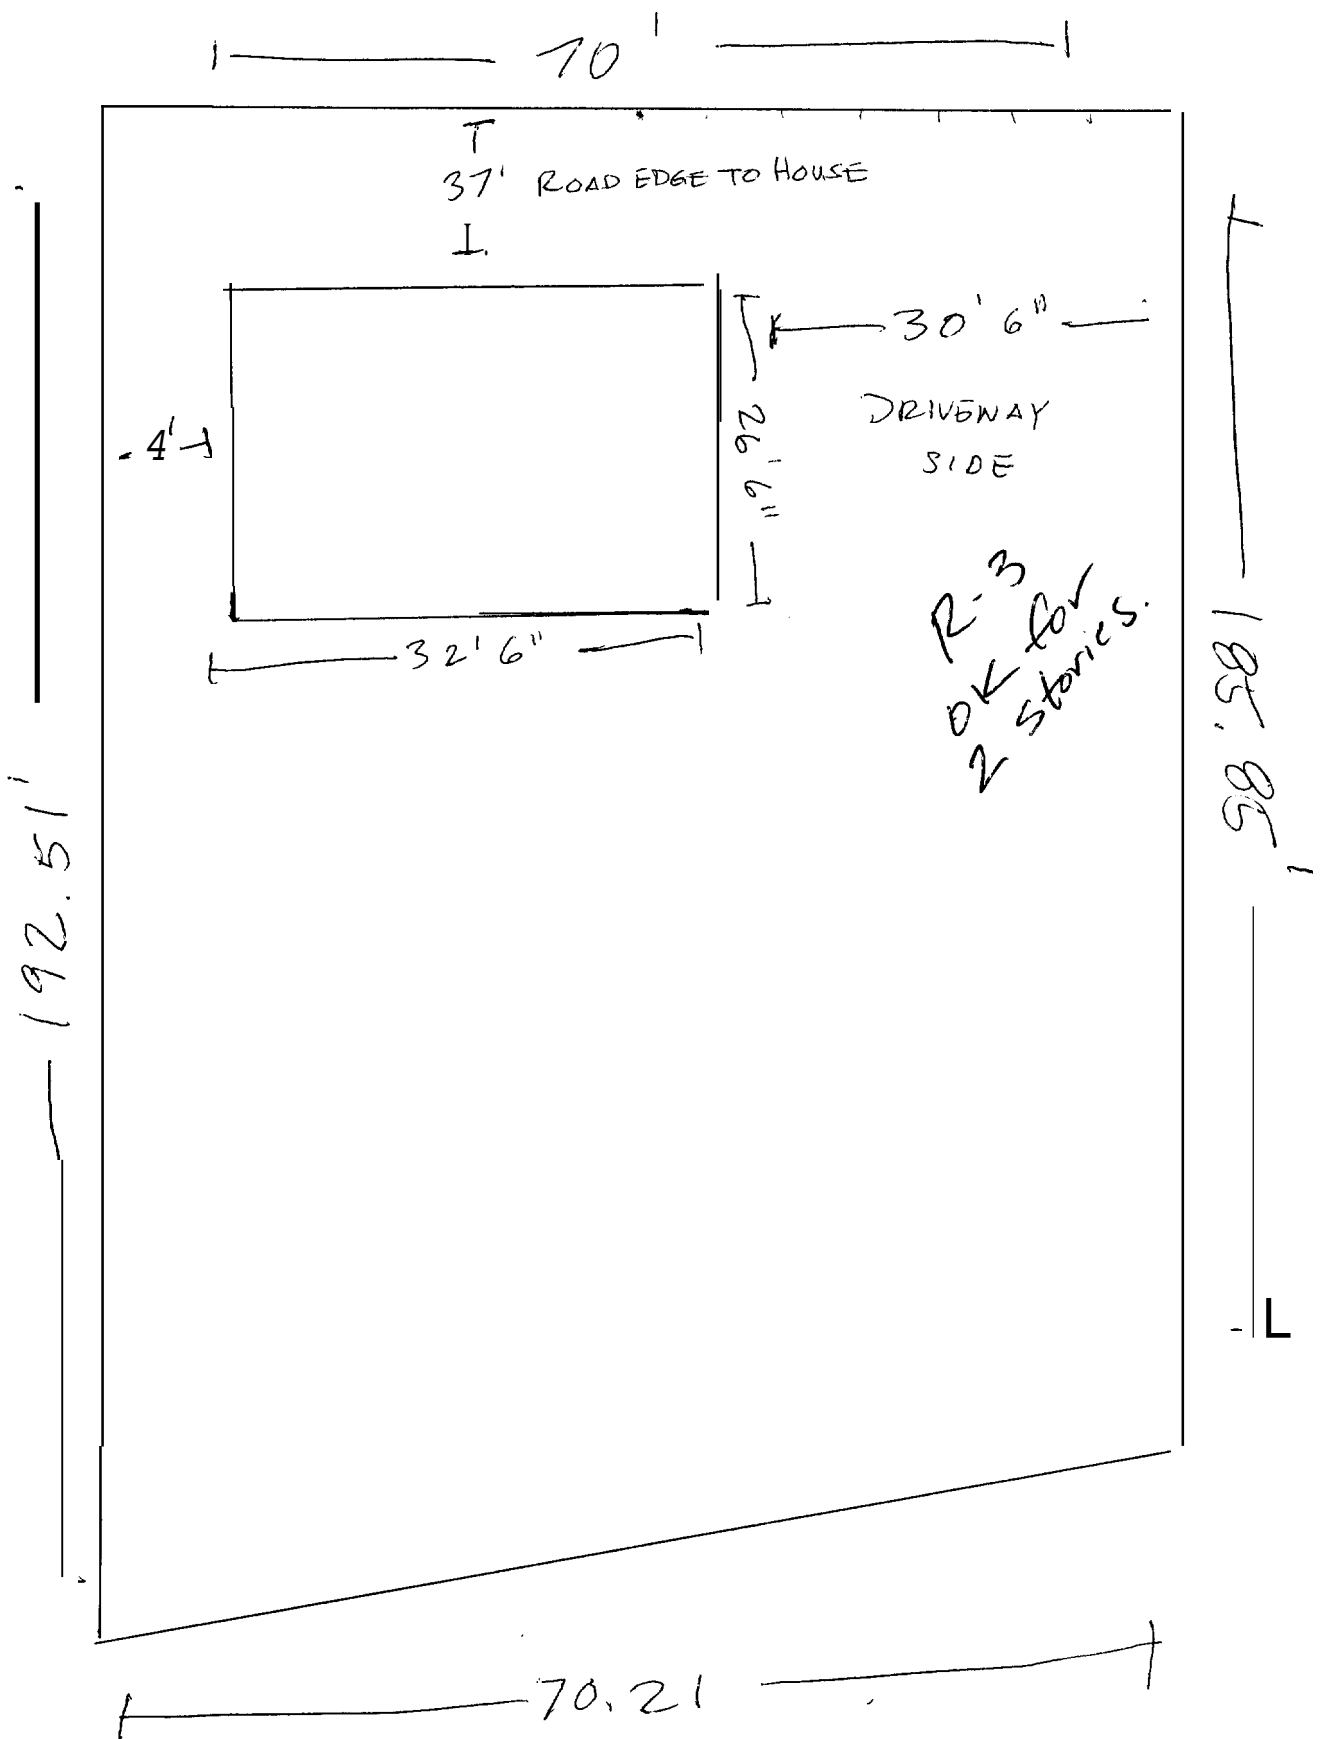 70'
37' ROAD EDGE TO HOUSE
30' 6"
26' 6"
DRIVEWAY
SIDE
4'
R-3
OK for
2 stories.
32' 6"
192.51'
185.85'
L
70.21